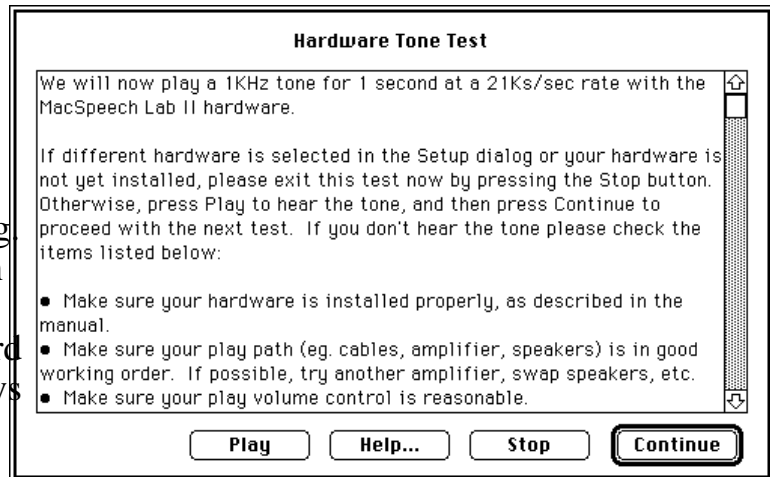 Hardware Tone Test
We will now play a 1KHz tone for 1 second at a 21Ks/sec rate with the
MacSpeech Lab II hardware.
If different hardware is selected in the Setup dialog or your hardware is
not yet installed, please exit this test now by pressing the Stop button.
Otherwise, press Play to hear the tone, and then press Continue to
proceed with the next test.  If you don't hear the tone please check the
items listed below:
● Make sure your hardware is installed properly, as described in the
manual.
● Make sure your play path (eg. cables, amplifier, speakers) is in good
working order.  If possible, try another amplifier, swap speakers, etc.
● Make sure your play volume control is reasonable.
Play Help... Stop Continue